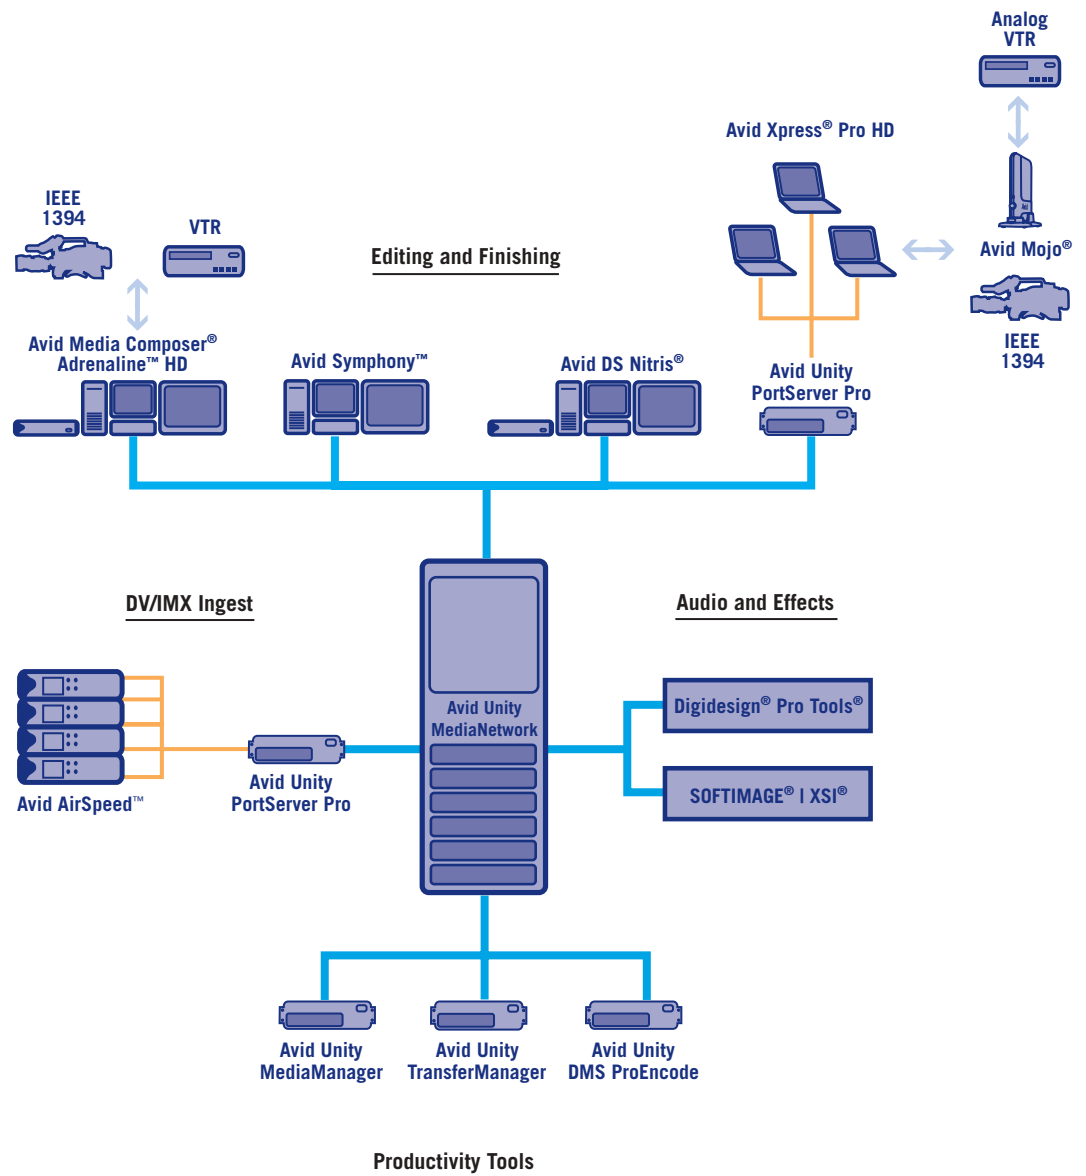 Analog
VTR
Avid Xpress® Pro HD
IEEE
1394
VTR
Editing and Finishing
Avid Mojo®
IEEE
1394
Avid Media Composer®
Adrenaline™ HD
Avid Symphony™
Avid DS Nitris®
Avid Unity
PortServer Pro
DV/IMX Ingest
Audio and Effects
Avid Unity
MediaNetwork
Digidesign® Pro Tools®
SOFTIMAGE® | XSI®
Avid AirSpeed™
Avid Unity
PortServer Pro
Avid Unity
MediaManager
Avid Unity
TransferManager
Avid Unity
DMS ProEncode
Productivity Tools